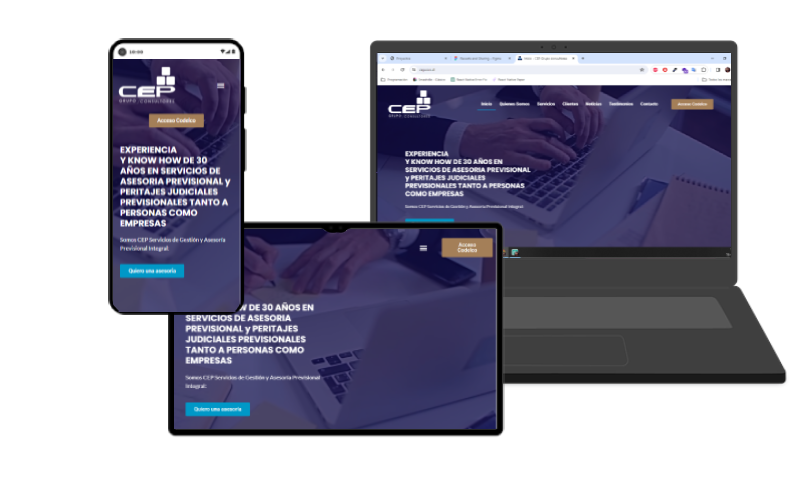 10:00
CEP
GRUPO CONSULTORES
Acceso Codelco
EXPERIENCIA
Y KNOW HOW DE 30
AÑOS EN SERVICIOS DE
ASESORIA PREVISIONAL y
PERITAJES JUDICIALES
PREVISIONALES TANTO A
PERSONAS COMO
EMPRESAS
Somos CEP Servicios de Gestión y Asesoría
Previsional Integral.
Quiero una asesoría
CEP
GRUPO CONSULTORES
Inicio Quienes Somos Servicios Clientes Noticias Testimonios Contacto Acceso Codelco
EXPERIENCIA
Y KNOW HOW DE 30 AÑOS EN
SERVICIOS DE ASESORIA PREVISIONAL
y PERITAJES JUDICIALES
PREVISIONALES TANTO A PERSONAS
COMO EMPRESAS
Somos CEP Servicios de Gestión y Asesoría Previsional Integral.
Acceso
Codelco
W DE 30 AÑOS EN
SERVICIOS DE ASESORIA
PREVISIONAL y PERITAJES
JUDICIALES PREVISIONALES
TANTO A PERSONAS COMO
EMPRESAS
Somos CEP Servicios de Gestión y Asesoría Previsional
Integral.
Quiero una asesoría